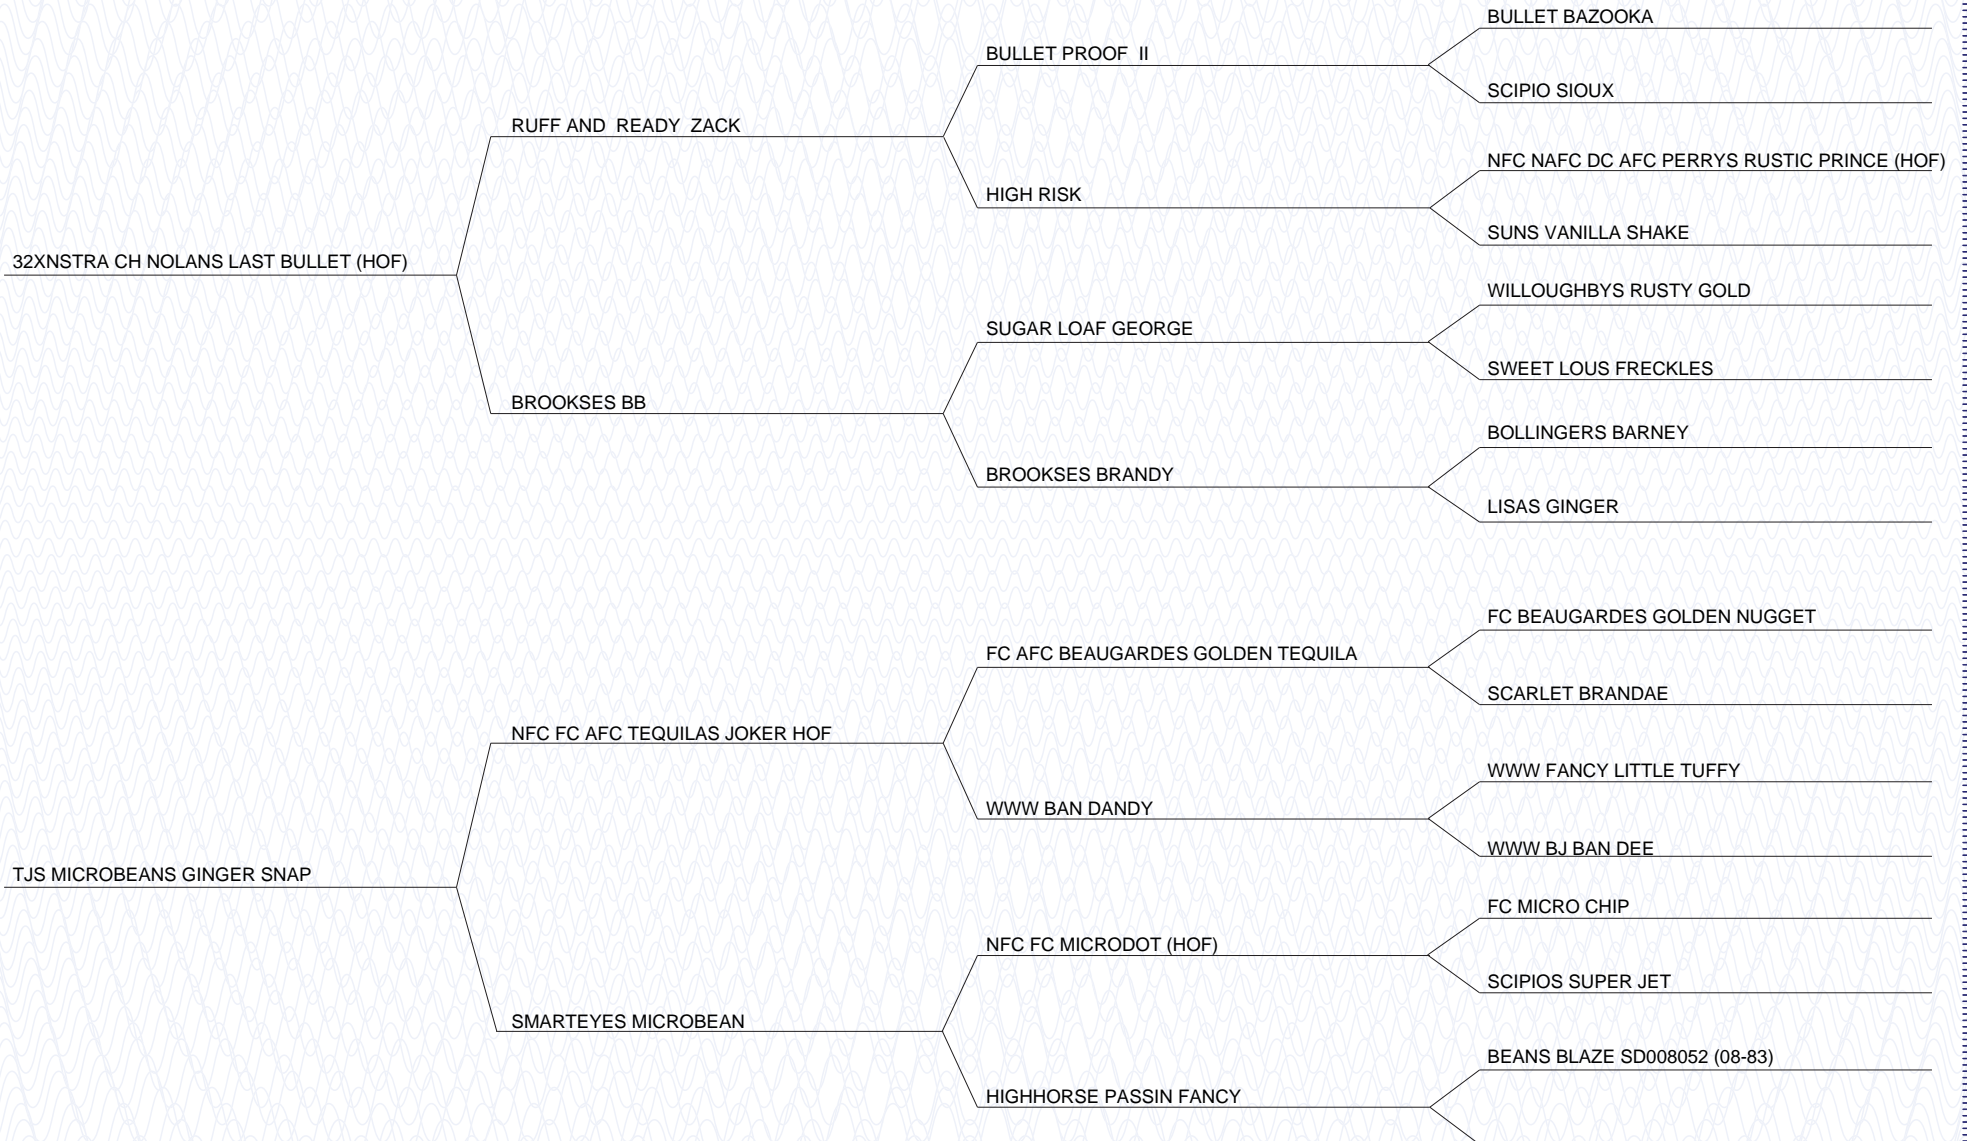 BULLET BAZOOKA
BULLET PROOF  II
SCIPIO SIOUX
RUFF AND  READY  ZACK
NFC NAFC DC AFC PERRYS RUSTIC PRINCE (HOF)
HIGH RISK
SUNS VANILLA SHAKE
32XNSTRA CH NOLANS LAST BULLET (HOF)
WILLOUGHBYS RUSTY GOLD
SUGAR LOAF GEORGE
SWEET LOUS FRECKLES
BROOKSES BB
BOLLINGERS BARNEY
BROOKSES BRANDY
LISAS GINGER
FC BEAUGARDES GOLDEN NUGGET
FC AFC BEAUGARDES GOLDEN TEQUILA
SCARLET BRANDAE
NFC FC AFC TEQUILAS JOKER HOF
WWW FANCY LITTLE TUFFY
WWW BAN DANDY
WWW BJ BAN DEE
TJS MICROBEANS GINGER SNAP
FC MICRO CHIP
NFC FC MICRODOT (HOF)
SCIPIOS SUPER JET
SMARTEYES MICROBEAN
BEANS BLAZE SD008052 (08-83)
HIGHHORSE PASSIN FANCY